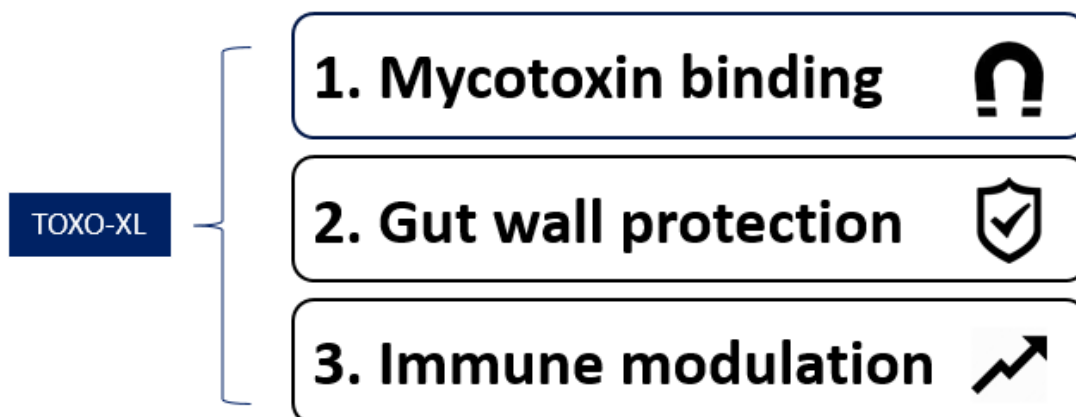 1. Mycotoxin binding
TOXO-XL
2. Gut wall protection
3. Immune modulation